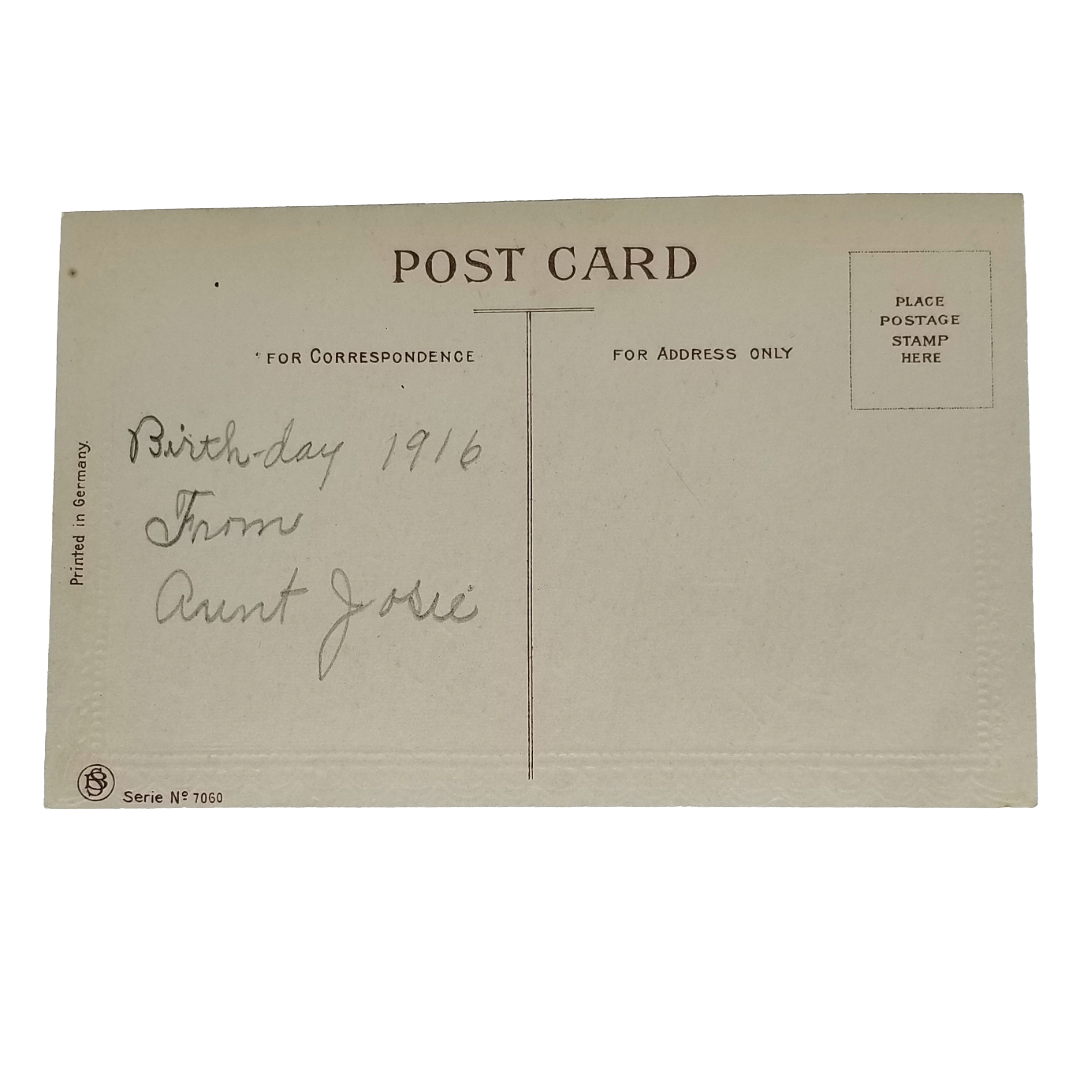 POST CARD
PLACE
POSTAGE
STAMP
HERE
FOR CORRESPONDENCE
FOR ADDRESS ONLY
Birth-day 1916
From
Aunt Josie
Printed in Germany.
Serie Nº 7060